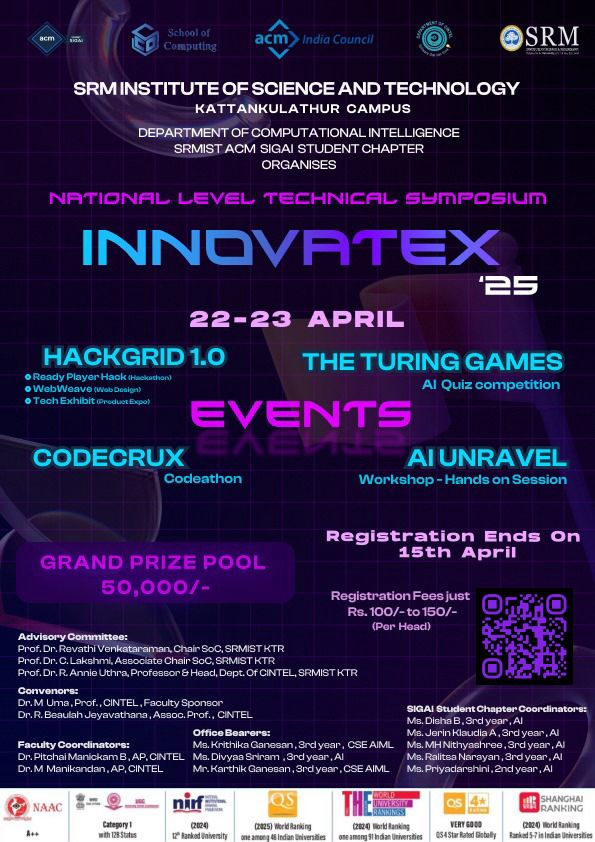 acm SIGAI
School of Computing
acm India Council
DEPARTMENT OF CINTEL
SRM
SRM INSTITUTE OF SCIENCE AND TECHNOLOGY
KATTANKULATHUR CAMPUS
DEPARTMENT OF COMPUTATIONAL INTELLIGENCE
SRMIST ACM SIGAI STUDENT CHAPTER
ORGANISES
NATIONAL LEVEL TECHNICAL SYMPOSIUM
INNOVATEX
'25
22-23 APRIL
HACKGRID 1.0
Ready Player Hack (Hackathon)
WebWeave (Web Design)
Tech Exhibit (Product Expo)
THE TURING GAMES
AI Quiz competition
EVENTS
CODECRUX
Codeathon
AI UNRAVEL
Workshop - Hands on Session
Registration Ends On
15th April
GRAND PRIZE POOL
50,000/-
Registration Fees just
Rs. 100/- to 150/-
(Per Head)
Advisory Committee:
Prof. Dr. Revathi Venkataraman, Chair SoC, SRMIST KTR
Prof. Dr. C. Lakshmi, Associate Chair SoC, SRMIST KTR
Prof. Dr. R. Annie Uthra, Professor & Head, Dept. Of CINTEL, SRMIST KTR
Convenors:
Dr. M Uma , Prof. , CINTEL , Faculty Sponsor
Dr. R. Beaulah Jeyavathana , Assoc. Prof. , CINTEL
Faculty Coordinators:
Dr. Pitchai Manickam B , AP, CINTEL
Dr. M Manikandan , AP, CINTEL
Office Bearers:
Ms. Krithika Ganesan , 3rd year , CSE AIML
Ms. Divyaa Sriram , 3rd year , AI
Mr. Karthik Ganesan , 3rd year , CSE AIML
SIGAI Student Chapter Coordinators:
Ms. Disha B , 3rd year , AI
Ms. Jerin Klaudia A , 3rd year , AI
Ms. MH Nithyashree , 3rd year , AI
Ms. Ralitsa Narayan , 3rd year , AI
Ms. Priyadarshini , 2nd year , AI
NAAC
A++
UGC
Category 1
with 12B Status
nirf
(2024)
12th Ranked University
QS
(2025) World Ranking
one among 46 Indian Universities
THE WORLD UNIVERSITY RANKINGS
(2024) World Ranking
one among 91 Indian Universities
QS 4
VERY GOOD
QS 4 Star Rated Globally
SHANGHAI RANKING
(2024) World Ranking
Ranked 5-7 in Indian Universities